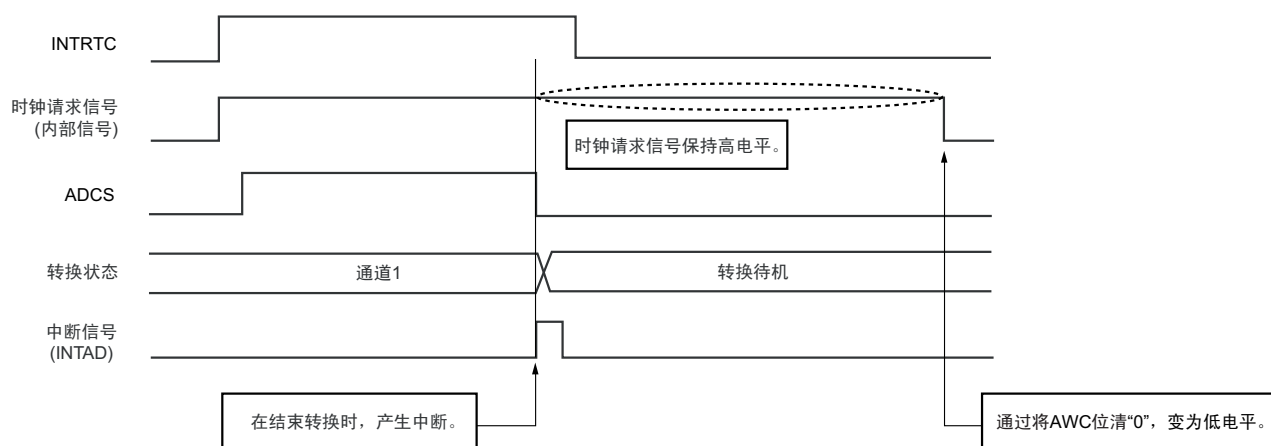 INTRTC
时钟请求信号
(内部信号)
时钟请求信号保持高电平。
ADCS
转换状态
通道1
转换待机
中断信号
(INTAD)
在结束转换时，产生中断。
通过将AWC位清“0”，变为低电平。